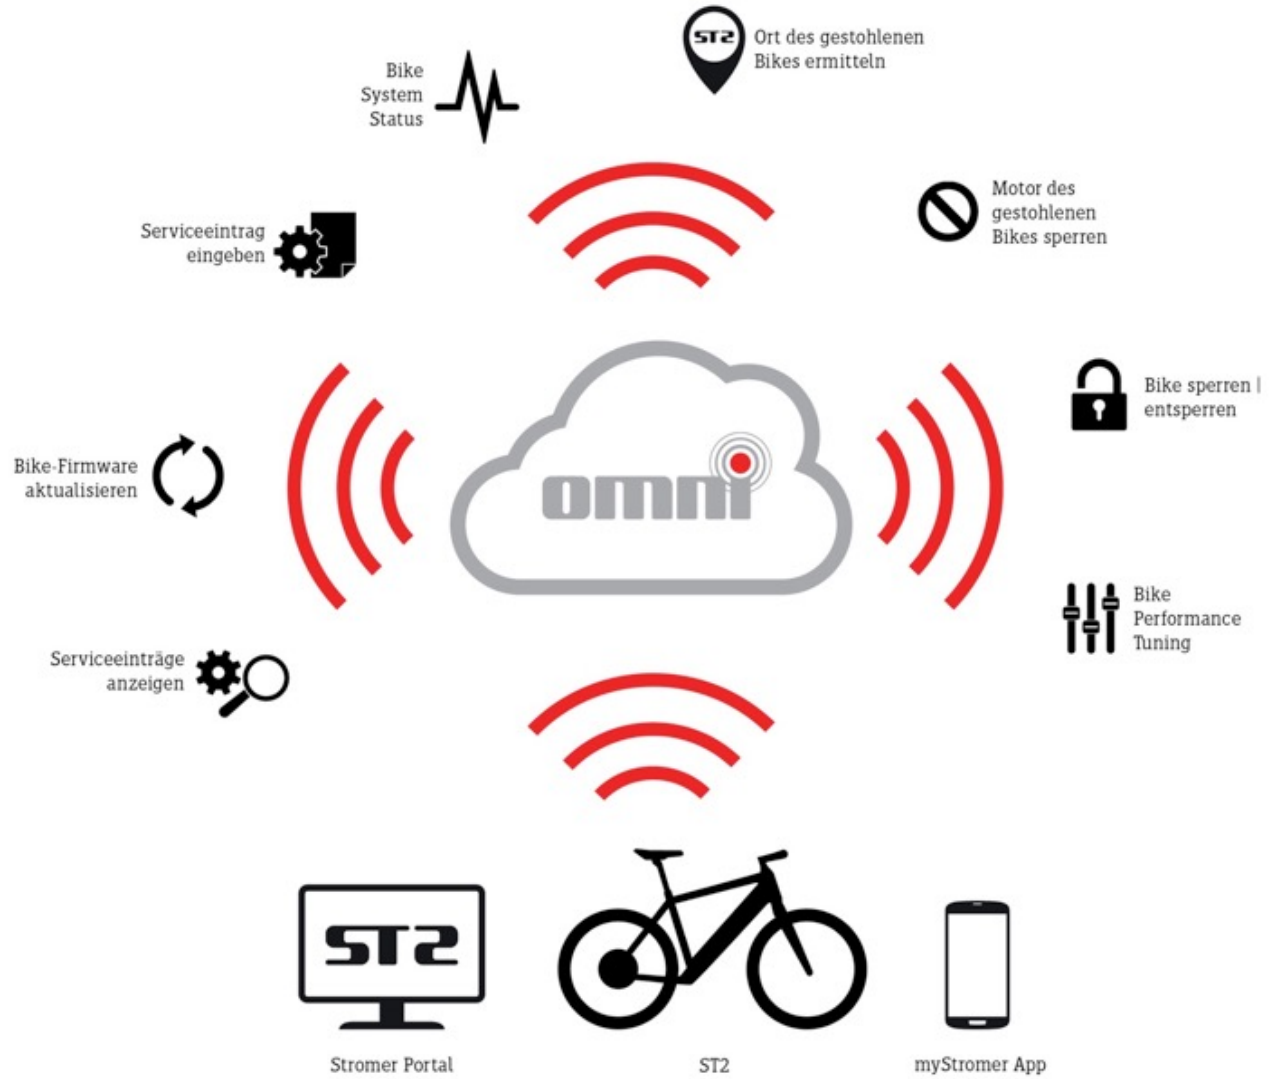 ST2
Ort des gestohlenen
Bikes ermitteln
Bike
System
Status
Motor des
gestohlenen
Bikes sperren
Serviceeintrag
eingeben
Bike sperren |
entsperren
Bike-Firmware
aktualisieren
omni
Bike
Performance
Tuning
Serviceeinträge
anzeigen
ST2
Stromer Portal
ST2
myStromer App